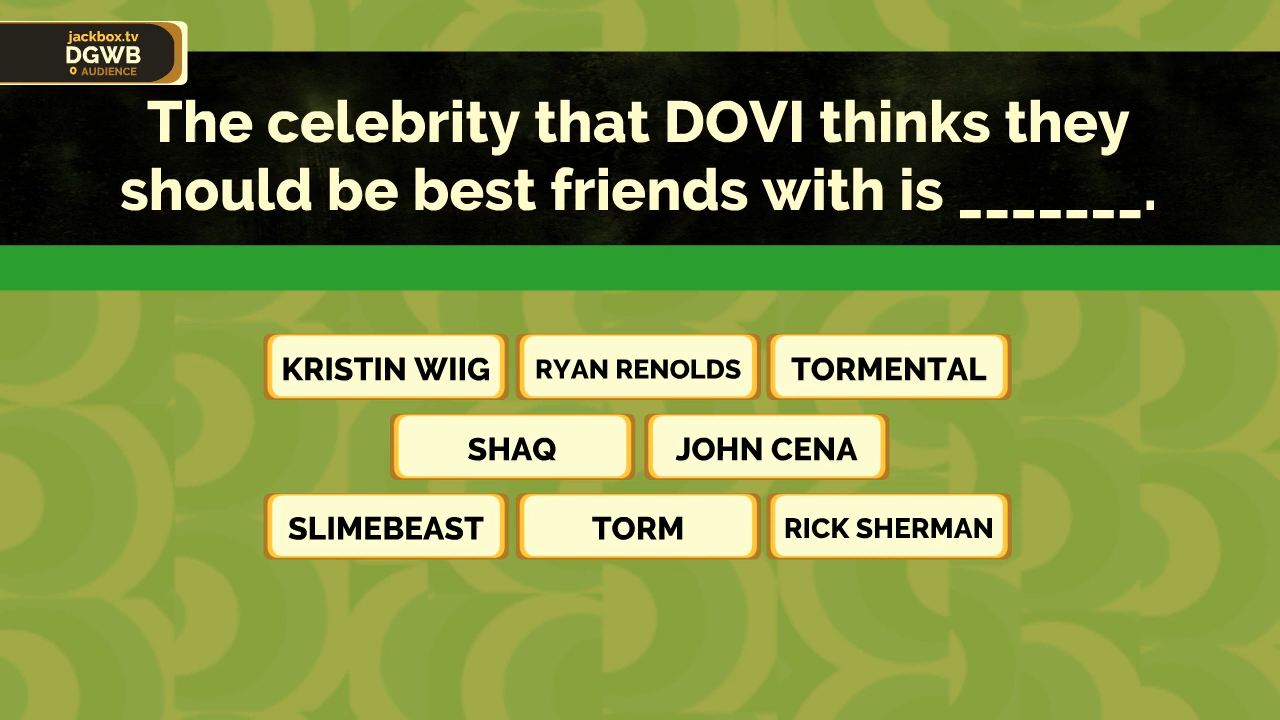 jackbox.tv
DGWB
0 AUDIENCE
The celebrity that DOVI thinks they
should be best friends with is _______.
KRISTIN WIIG
RYAN RENOLDS
TORMENTAL
SHAQ
JOHN CENA
SLIMEBEAST
TORM
RICK SHERMAN